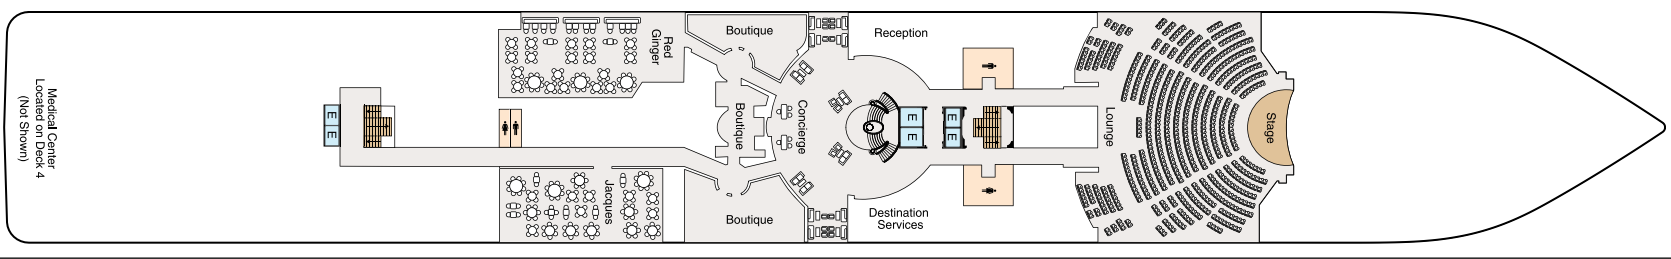 Medical Center
Located on Deck 4
(Not Shown)
E
E
Red
Ginger
Jacques
Boutique
Boutique
Boutique
Concierge
Reception
Destination
Services
E
E
E
E
Lounge
Stage